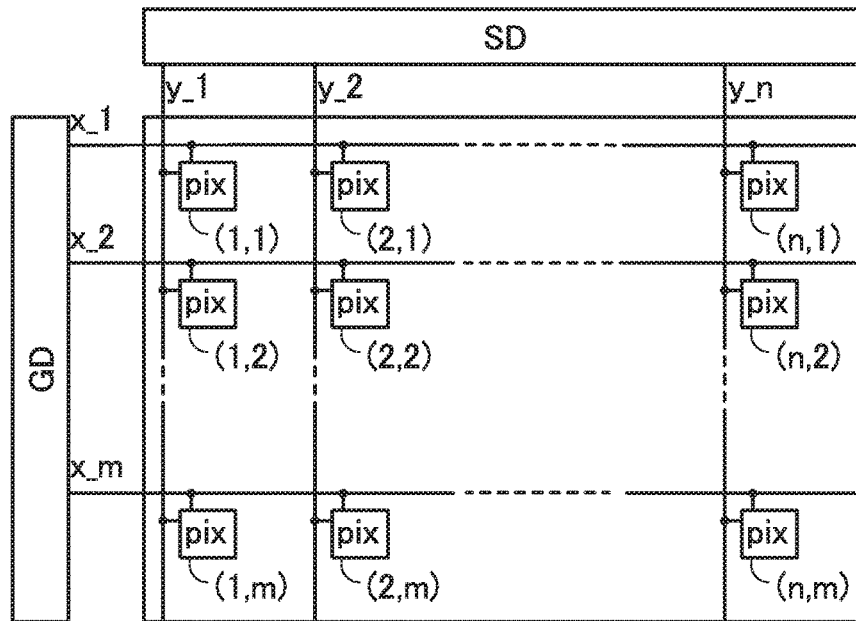 SD
y_1 y_2 y_n
x_1
pix pix pix
(1,1) (2,1) (n,1)
x_2
pix pix pix
(1,2) (2,2) (n,2)
GD
x_m
pix pix pix
(1,m) (2,m) (n,m)